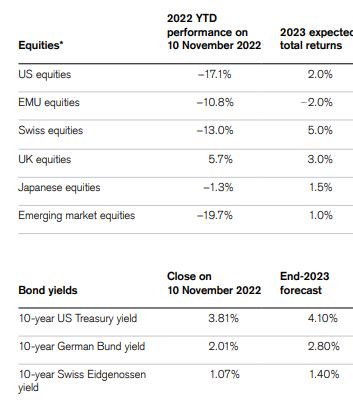 2022 YTD
performance on 2023 expected
Equities* 10 November 2022 total returns
US equities –17.1% 2.0%
EMU equities –10.8% –2.0%
Swiss equities –13.0% 5.0%
UK equities 5.7% 3.0%
Japanese equities –1.3% 1.5%
Emerging market equities –19.7% 1.0%
Close on End-2023
Bond yields 10 November 2022 forecast
10-year US Treasury yield 3.81% 4.10%
10-year German Bund yield 2.01% 2.80%
10-year Swiss Eidgenossen 1.07% 1.40%
yield